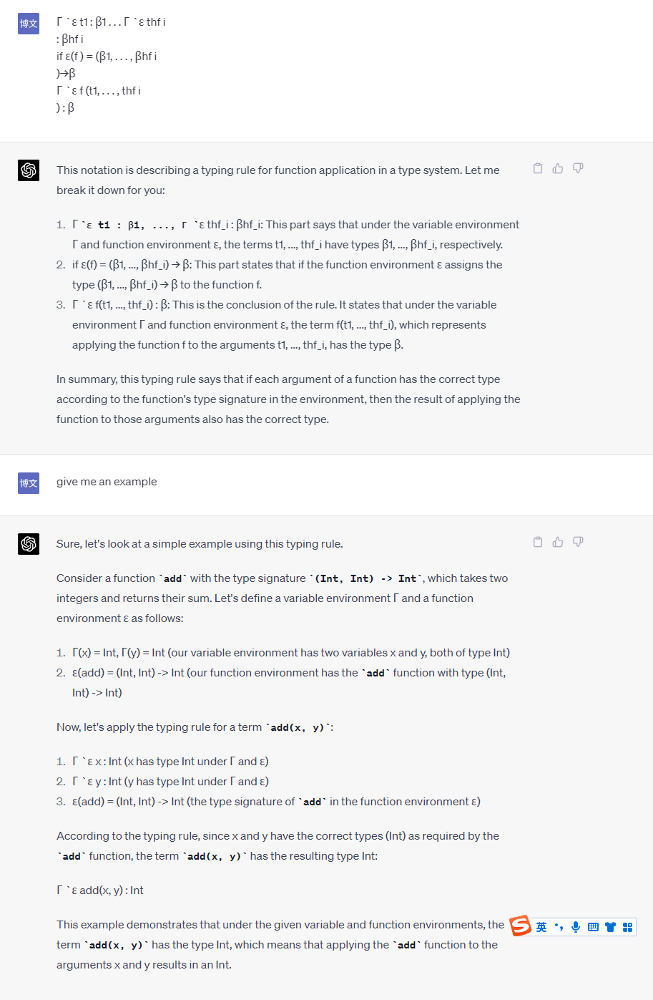 博文
Γ `ε t1 : β1 . . . Γ `ε thf i
: βhf i
if ε(f ) = (β1, . . . , βhf i
)→β
Γ `ε f (t1, . . . , thf i
) : β
This notation is describing a typing rule for function application in a type system. Let me
break it down for you:
1. Γ `ε t1 : β1, ..., Γ `ε thf_i : βhf_i: This part says that under the variable environment
Γ and function environment ε, the terms t1, ..., thf_i have types β1, ..., βhf_i, respectively.
2. if ε(f) = (β1, ..., βhf_i) → β: This part states that if the function environment ε assigns the
type (β1, ..., βhf_i) → β to the function f.
3. Γ `ε f(t1, ..., thf_i) : β: This is the conclusion of the rule. It states that under the variable
environment Γ and function environment ε, the term f(t1, ..., thf_i), which represents
applying the function f to the arguments t1, ..., thf_i, has the type β.
In summary, this typing rule says that if each argument of a function has the correct type
according to the function's type signature in the environment, then the result of applying the
function to those arguments also has the correct type.
博文
give me an example
Sure, let's look at a simple example using this typing rule.
Consider a function `add` with the type signature `(Int, Int) -> Int`, which takes two
integers and returns their sum. Let's define a variable environment Γ and a function
environment ε as follows:
1. Γ(x) = Int, Γ(y) = Int (our variable environment has two variables x and y, both of type Int)
2. ε(add) = (Int, Int) -> Int (our function environment has the `add` function with type (Int,
Int) -> Int)
Now, let's apply the typing rule for a term `add(x, y)`:
1. Γ `ε x : Int (x has type Int under Γ and ε)
2. Γ `ε y : Int (y has type Int under Γ and ε)
3. ε(add) = (Int, Int) -> Int (the type signature of `add` in the function environment ε)
According to the typing rule, since x and y have the correct types (Int) as required by the
`add` function, the term `add(x, y)` has the resulting type Int:
Γ `ε add(x, y) : Int
This example demonstrates that under the given variable and function environments, the
term `add(x, y)` has the type Int, which means that applying the `add` function to the
arguments x and y results in an Int.
S 英